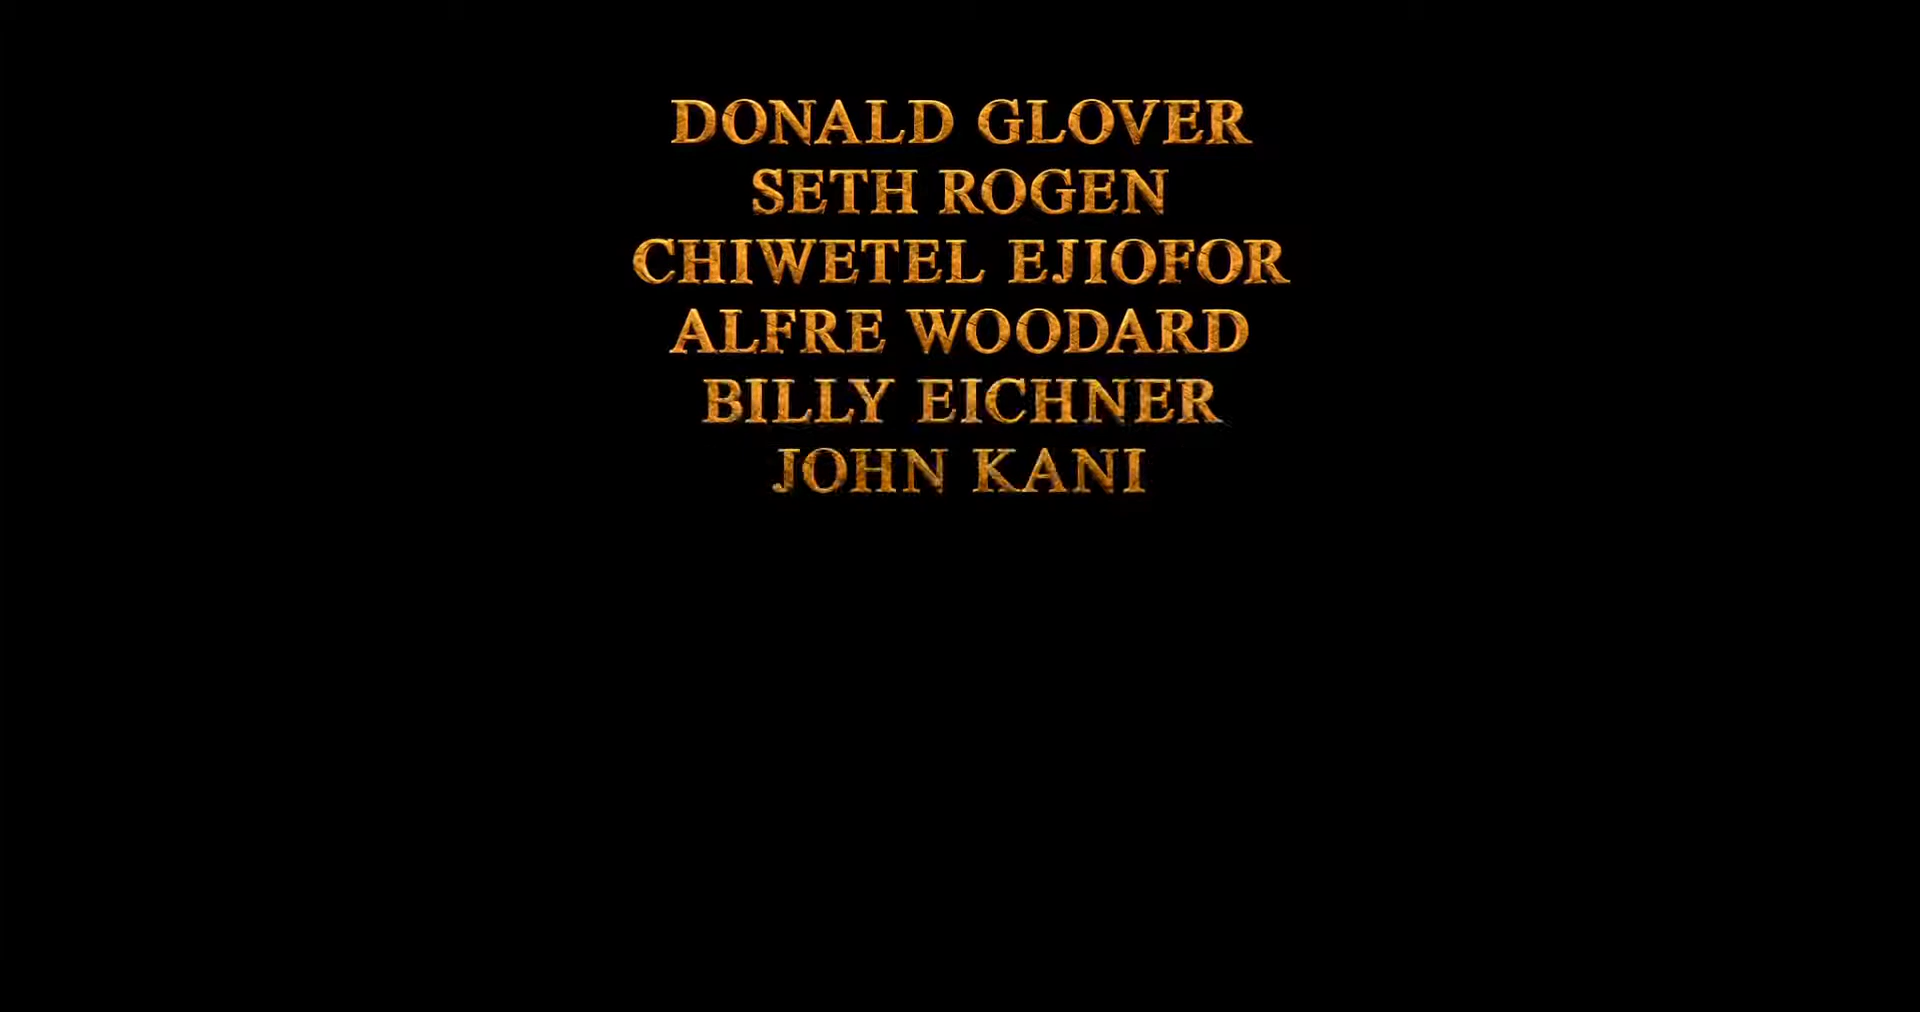 DONALD GLOVER
SETH ROGEN
CHIWETEL EJIOFOR
ALFRE WOODARD
BILLY EICHNER
JOHN KANI